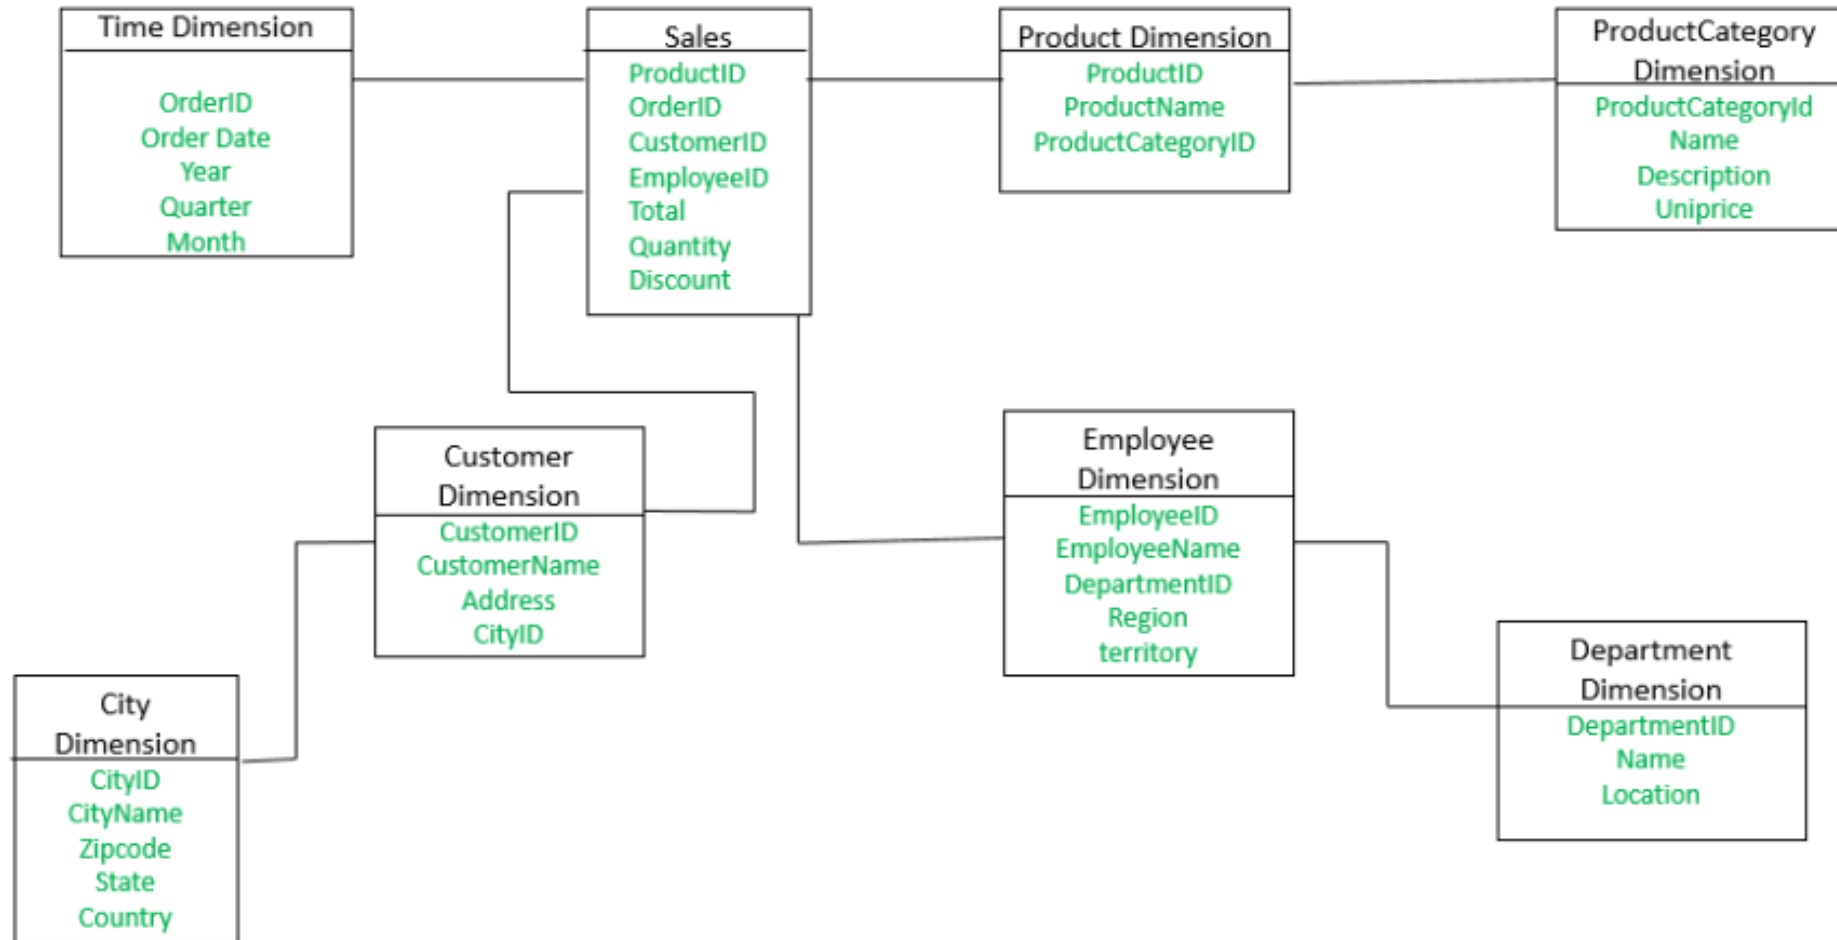 Time Dimension
OrderID
Order Date
Year
Quarter
Month
Sales
ProductID
OrderID
CustomerID
EmployeeID
Total
Quantity
Discount
Product Dimension
ProductID
ProductName
ProductCategoryID
ProductCategory
Dimension
ProductCategoryId
Name
Description
Uniprice
Customer
Dimension
CustomerID
CustomerName
Address
CityID
Employee
Dimension
EmployeeID
EmployeeName
DepartmentID
Region
territory
City
Dimension
CityID
CityName
Zipcode
State
Country
Department
Dimension
DepartmentID
Name
Location